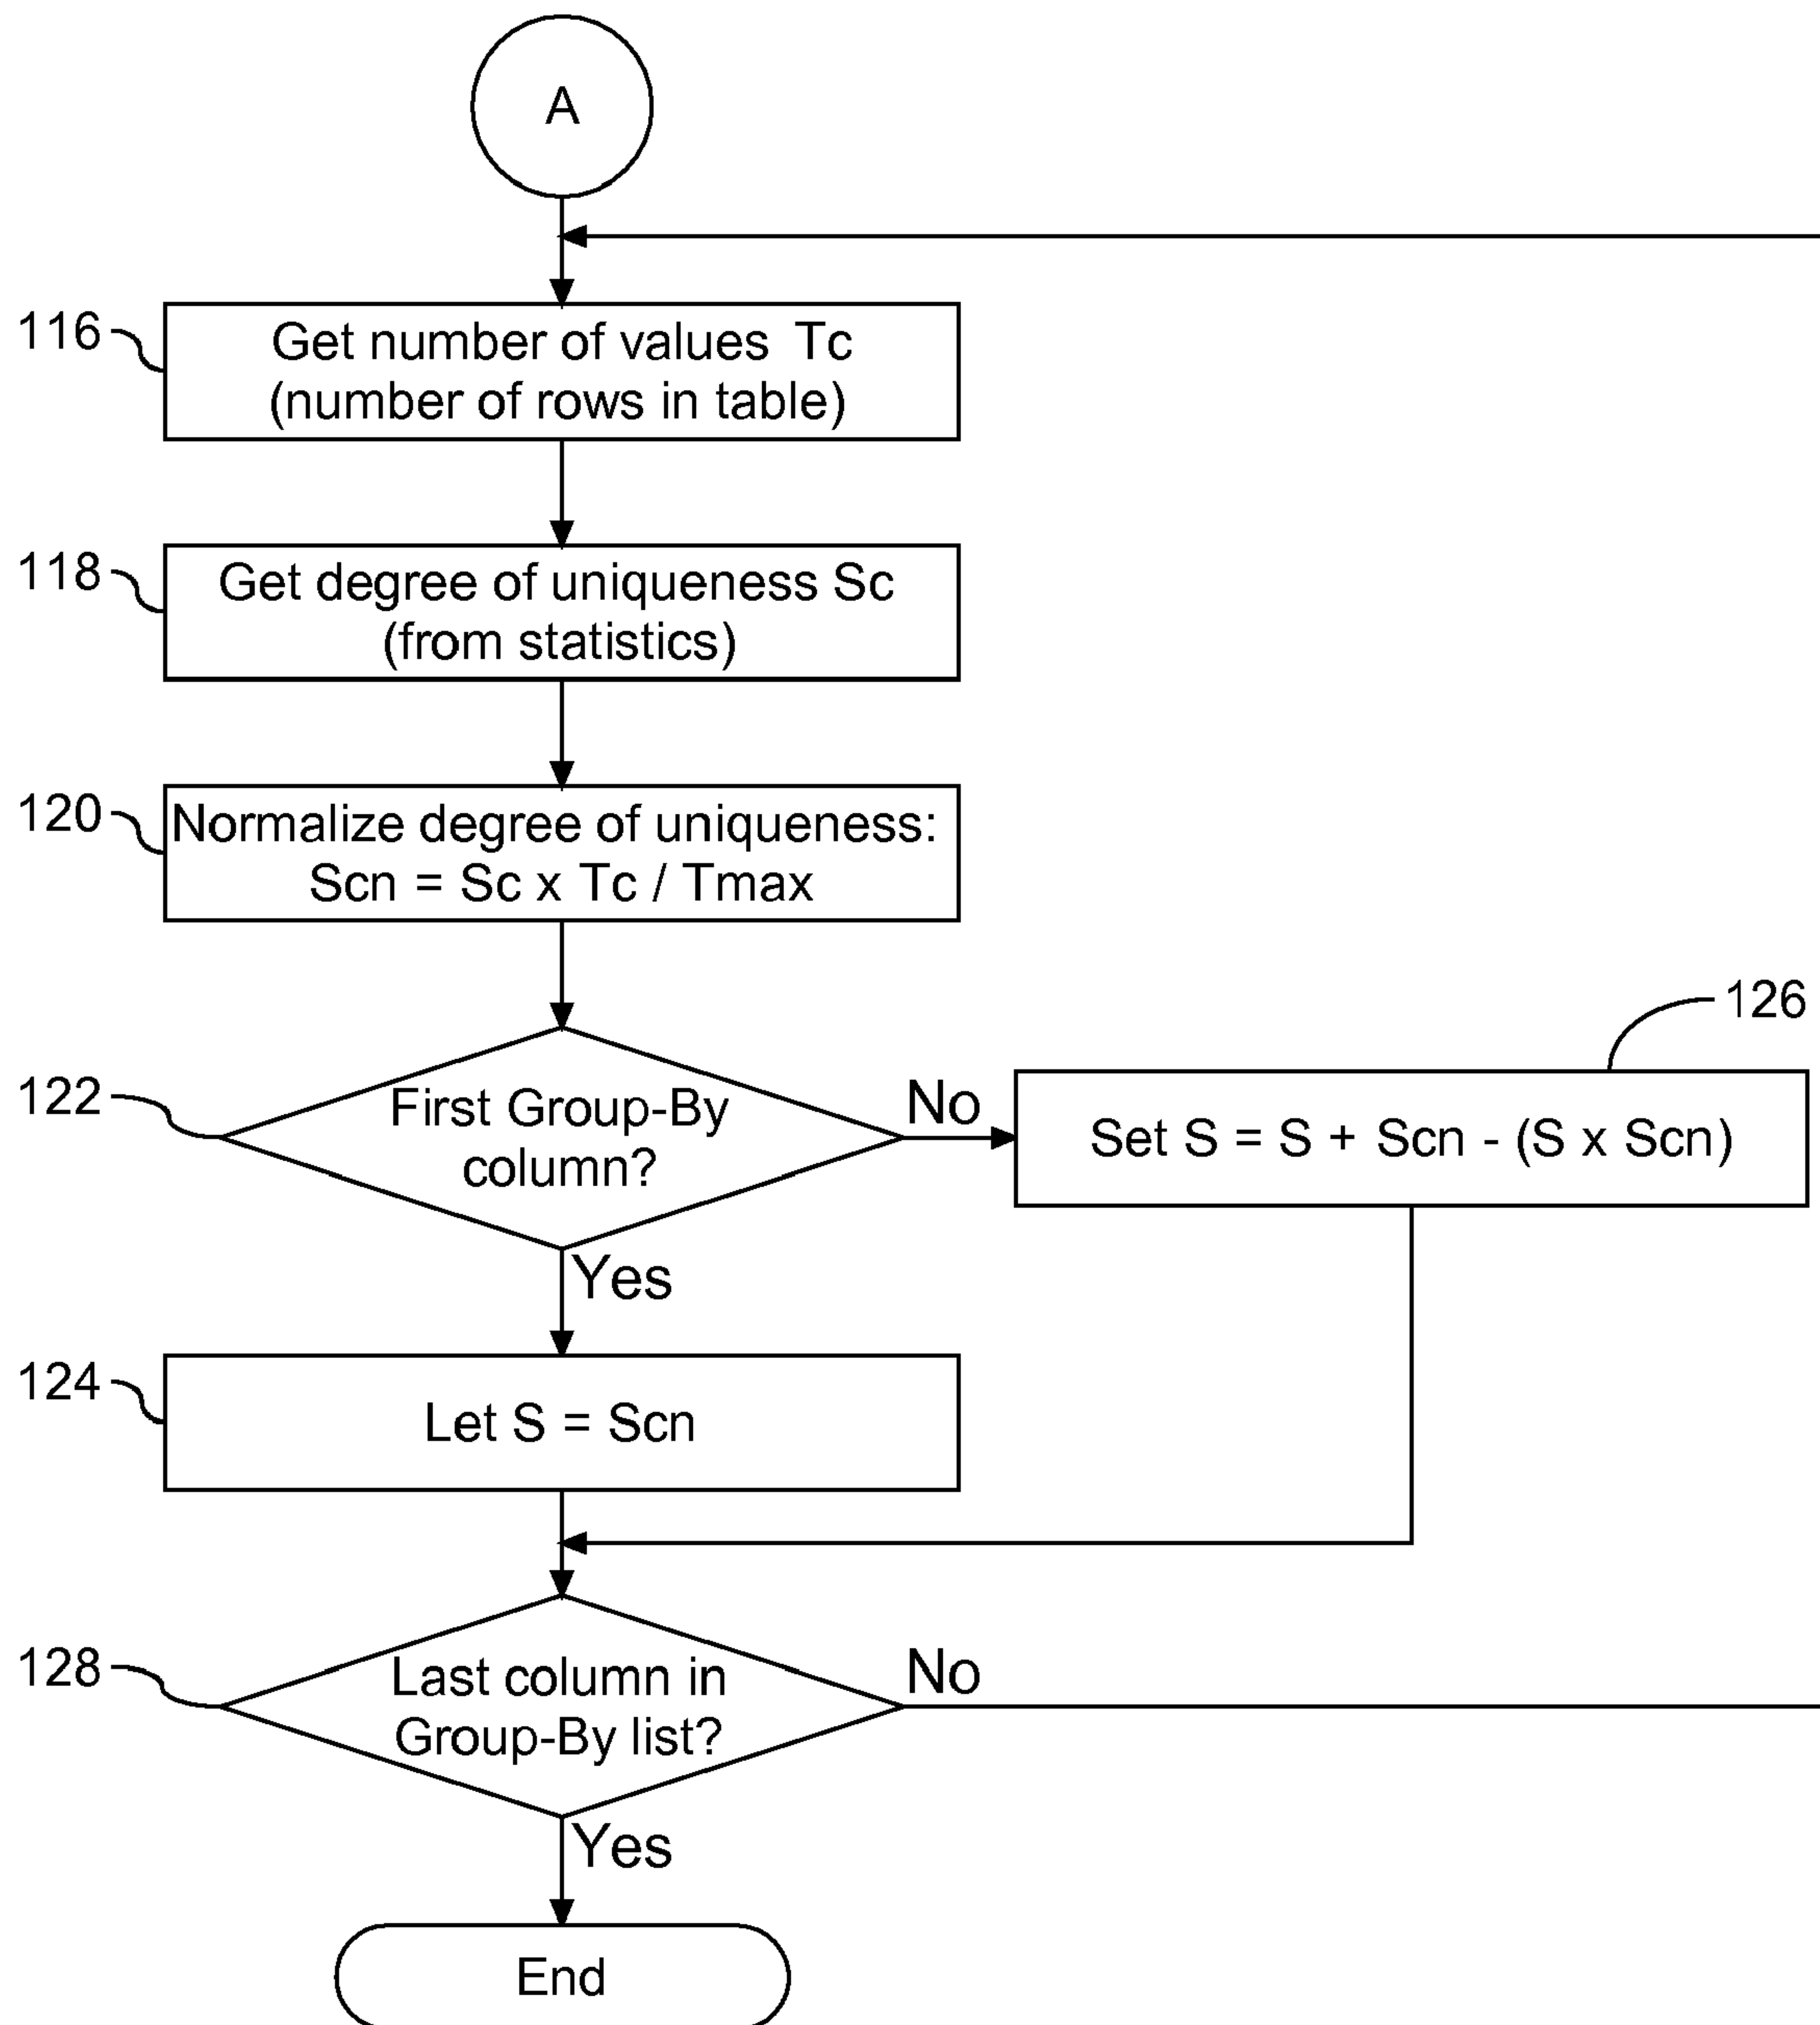 A
116
Get number of values Tc
(number of rows in table)
118
Get degree of uniqueness Sc
(from statistics)
120
Normalize degree of uniqueness:
Scn = Sc x Tc / Tmax
126
122
First Group-By
column?
No
Set S = S + Scn - (S x Scn)
Yes
124
Let S = Scn
128
Last column in
Group-By list?
No
Yes
End